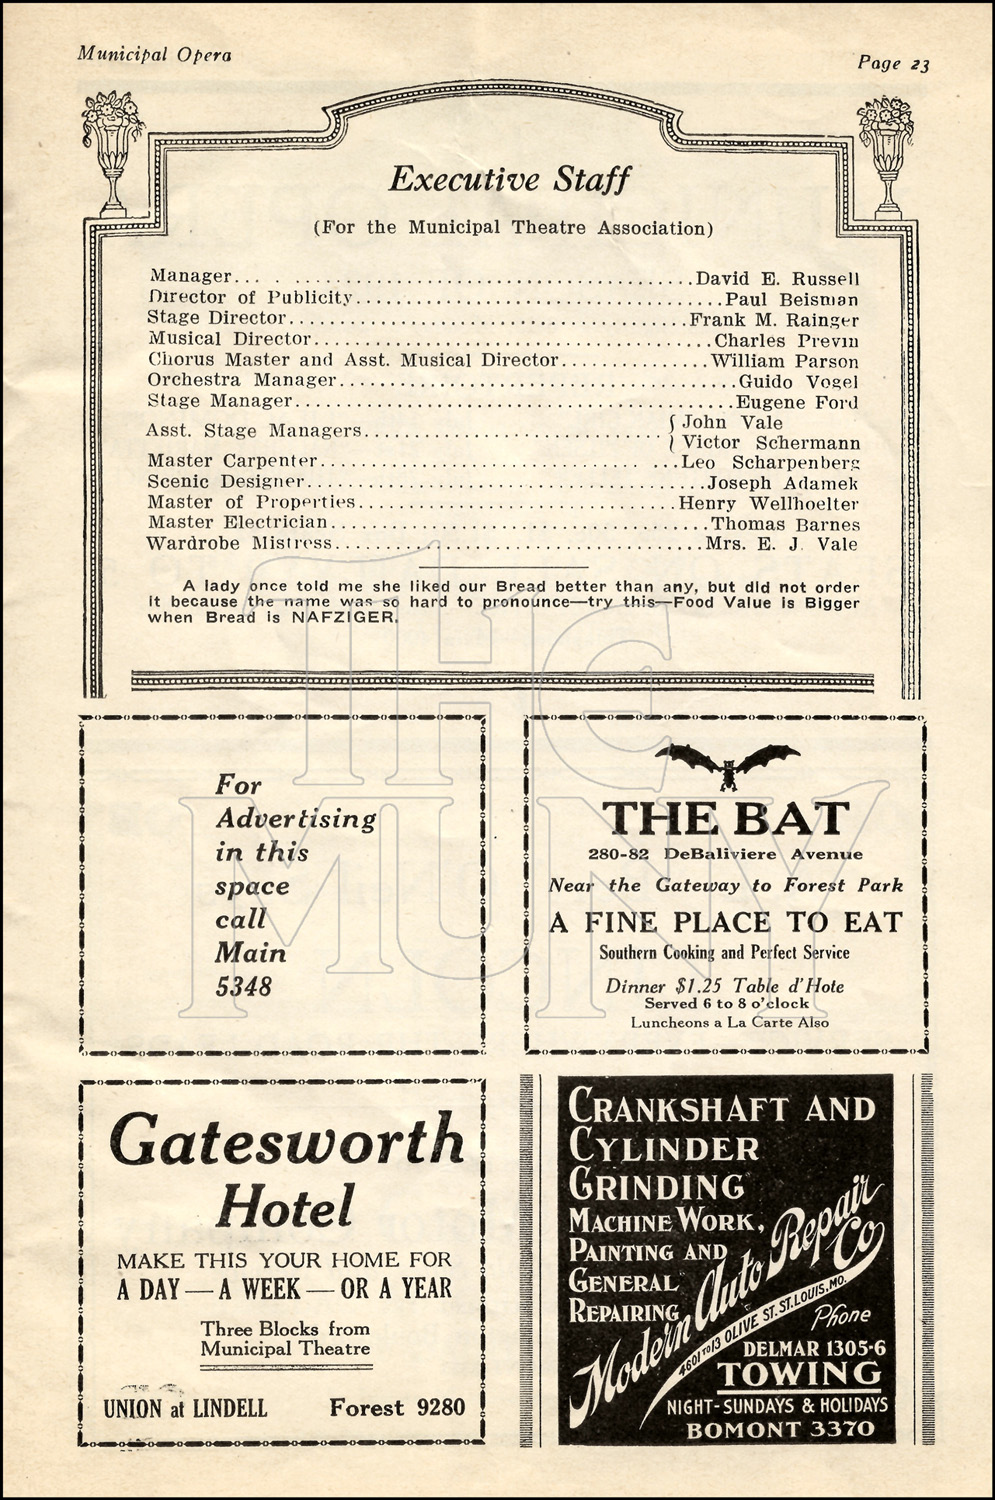 Municipal Opera
Page 23
Executive Staff
(For the Municipal Theatre Association)
Manager... . ........................................David E. Russell
Director of Publicity.....................................Paul Beisman
Stage Director........................................Frank M. Rainger
Musical Director........................................Charles Previn
Chorus Master and Asst. Musical Director...............William Parson
Orchestra Manager........................................Guido Vogel
Stage Manager............................................Eugene Ford
Asst. Stage Managers..............................{ John Vale
{ Victor Schermann
Master Carpenter................................. ...Leo Scharpenberg
Scenic Designer........................................Joseph Adamek
Master of Properties................................Henry Wellhoelter
Master Electrician......................................Thomas Barnes
Wardrobe Mistress.....................................Mrs. E. J. Vale
A lady once told me she liked our Bread better than any, but did not order
it because the name was so hard to pronounce—try this—Food Value is Bigger
when Bread is NAFZIGER.
THE
MUNY
For
Advertising
in this
space
call
Main
5348
THE BAT
280-82 DeBaliviere Avenue
Near the Gateway to Forest Park
A FINE PLACE TO EAT
Southern Cooking and Perfect Service
Dinner $1.25 Table d'Hote
Served 6 to 8 o'clock
Luncheons a La Carte Also
Gatesworth
Hotel
MAKE THIS YOUR HOME FOR
A DAY — A WEEK — OR A YEAR
Three Blocks from
Municipal Theatre
UNION at LINDELL Forest 9280
CRANKSHAFT AND
CYLINDER
GRINDING
MACHINE WORK,
PAINTING AND
GENERAL
REPAIRING
Modern Auto Repair Co
4601 TO 13 OLIVE ST. ST. LOUIS, MO.
Phone
DELMAR 1305-6
TOWING
NIGHT-SUNDAYS & HOLIDAYS
BOMONT 3370